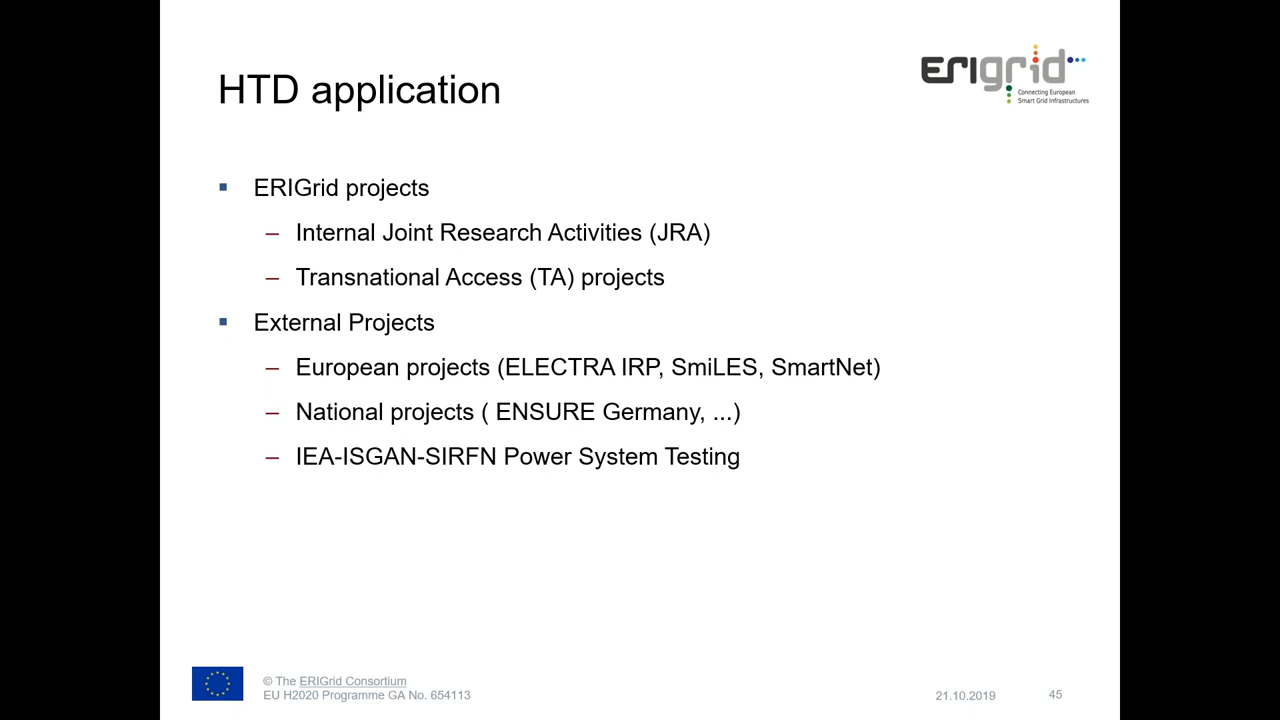 HTD application
ERIGrid
Connecting European
Smart Grid Infrastructures
▪ ERIGrid projects
– Internal Joint Research Activities (JRA)
– Transnational Access (TA) projects
▪ External Projects
– European projects (ELECTRA IRP, SmiLES, SmartNet)
– National projects ( ENSURE Germany, ...)
– IEA-ISGAN-SIRFN Power System Testing
© The ERIGrid Consortium
EU H2020 Programme GA No. 654113
21.10.2019
45